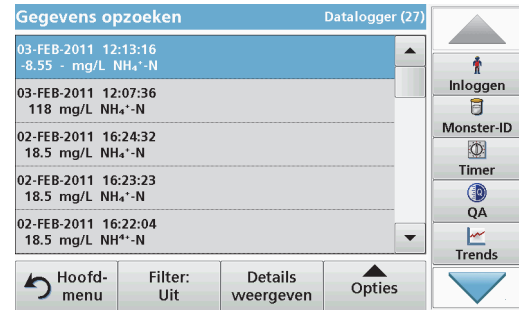 Gegevens opzoeken
Datalogger (27)
03-FEB-2011 12:13:16
-8.55 - mg/L NH₄⁺-N
03-FEB-2011 12:07:36
118 mg/L NH₄⁺-N
02-FEB-2011 16:24:32
18.5 mg/L NH₄⁺-N
02-FEB-2011 16:23:23
18.5 mg/L NH₄⁺-N
02-FEB-2011 16:22:04
18.5 mg/L NH⁴⁺-N
Hoofd-
menu
Filter:
Uit
Details
weergeven
Opties
Inloggen
Monster-ID
Timer
QA
Trends